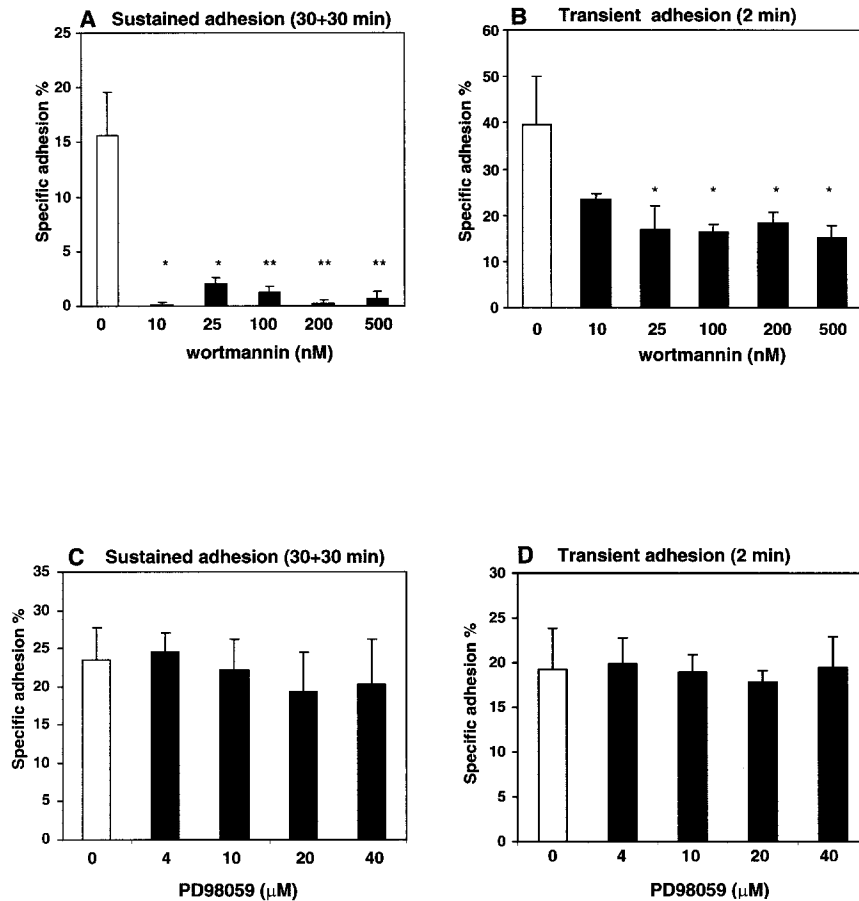 A Sustained adhesion (30+30 min)
Specific adhesion %
25
20
15
10
5
0
* * ** ** **
0 10 25 100 200 500
wortmannin (nM)
B Transient adhesion (2 min)
Specific adhesion %
60
50
40
30
20
10
0
* * * *
0 10 25 100 200 500
wortmannin (nM)
C Sustained adhesion (30+30 min)
Specific adhesion %
35
30
25
20
15
10
5
0
0 4 10 20 40
PD98059 (μM)
D Transient adhesion (2 min)
Specific adhesion %
30
25
20
15
10
5
0
0 4 10 20 40
PD98059 (μM)